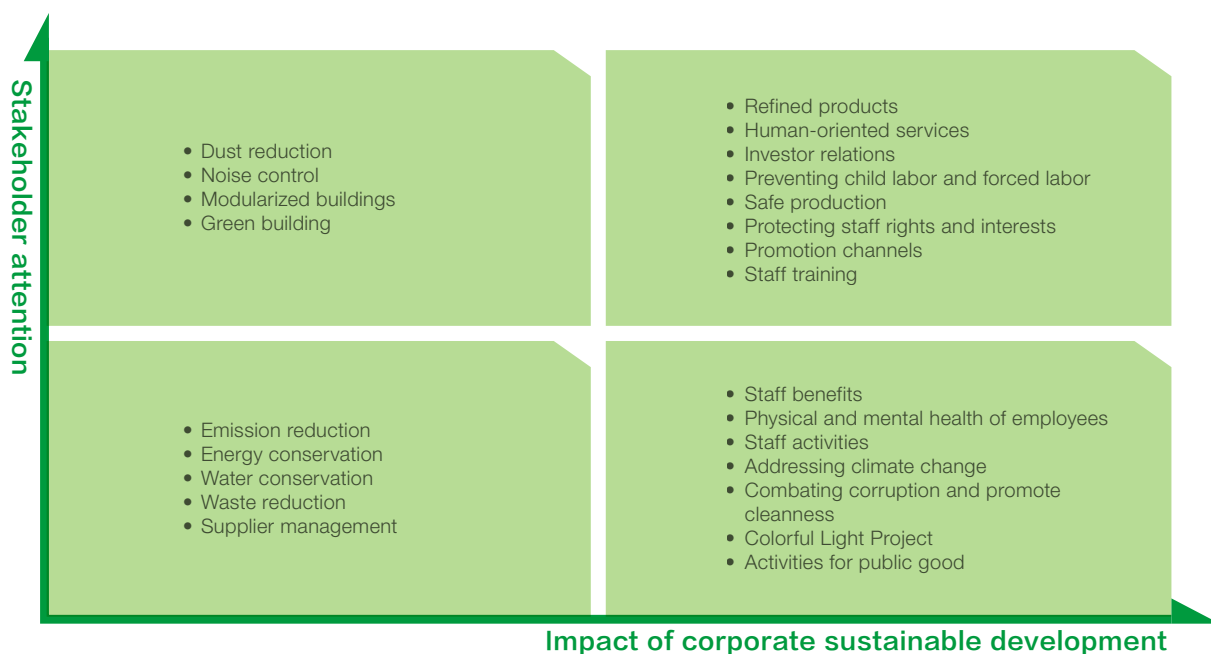 Stakeholder attention
• Dust reduction
• Noise control
• Modularized buildings
• Green building
• Refined products
• Human-oriented services
• Investor relations
• Preventing child labor and forced labor
• Safe production
• Protecting staff rights and interests
• Promotion channels
• Staff training
• Emission reduction
• Energy conservation
• Water conservation
• Waste reduction
• Supplier management
• Staff benefits
• Physical and mental health of employees
• Staff activities
• Addressing climate change
• Combating corruption and promote
cleanness
• Colorful Light Project
• Activities for public good
Impact of corporate sustainable development